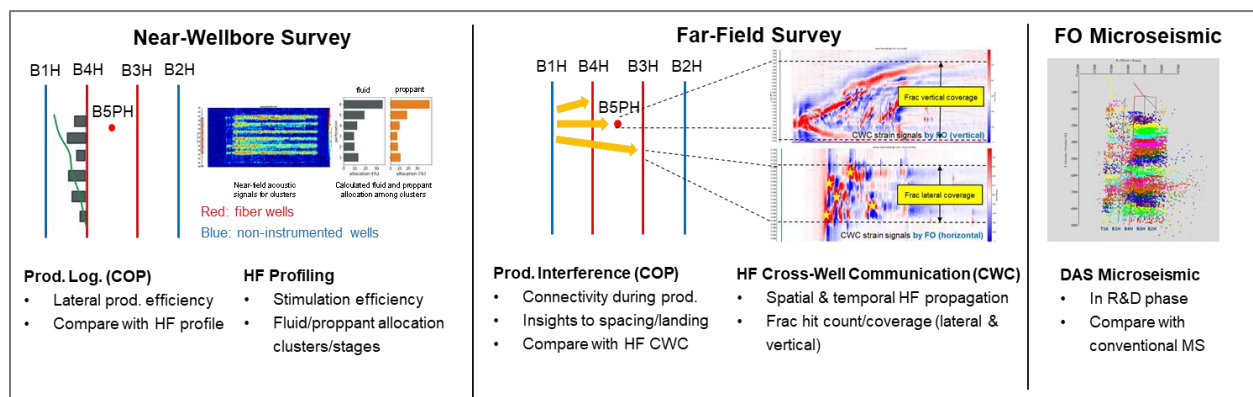 Near-Wellbore Survey
B1H B4H B3H B2H
B5PH
fluid
proppant
allocation (%)
allocation (%)
Near-field acoustic
signals for clusters
Calculated fluid and proppant
allocation among clusters
Red: fiber wells
Blue: non-instrumented wells
Prod. Log. (COP)
• Lateral prod. efficiency
• Compare with HF profile
HF Profiling
• Stimulation efficiency
• Fluid/proppant allocation
clusters/stages
Far-Field Survey
B1H B4H B3H B2H
B5PH
Frac vertical coverage
CWC strain signals by FO (vertical)
Frac lateral coverage
CWC strain signals by FO (horizontal)
Prod. Interference (COP)
• Connectivity during prod.
• Insights to spacing/landing
• Compare with HF CWC
HF Cross-Well Communication (CWC)
• Spatial & temporal HF propagation
• Frac hit count/coverage (lateral &
vertical)
FO Microseismic
B1H B4H B3H B2H
DAS Microseismic
• In R&D phase
• Compare with
conventional MS